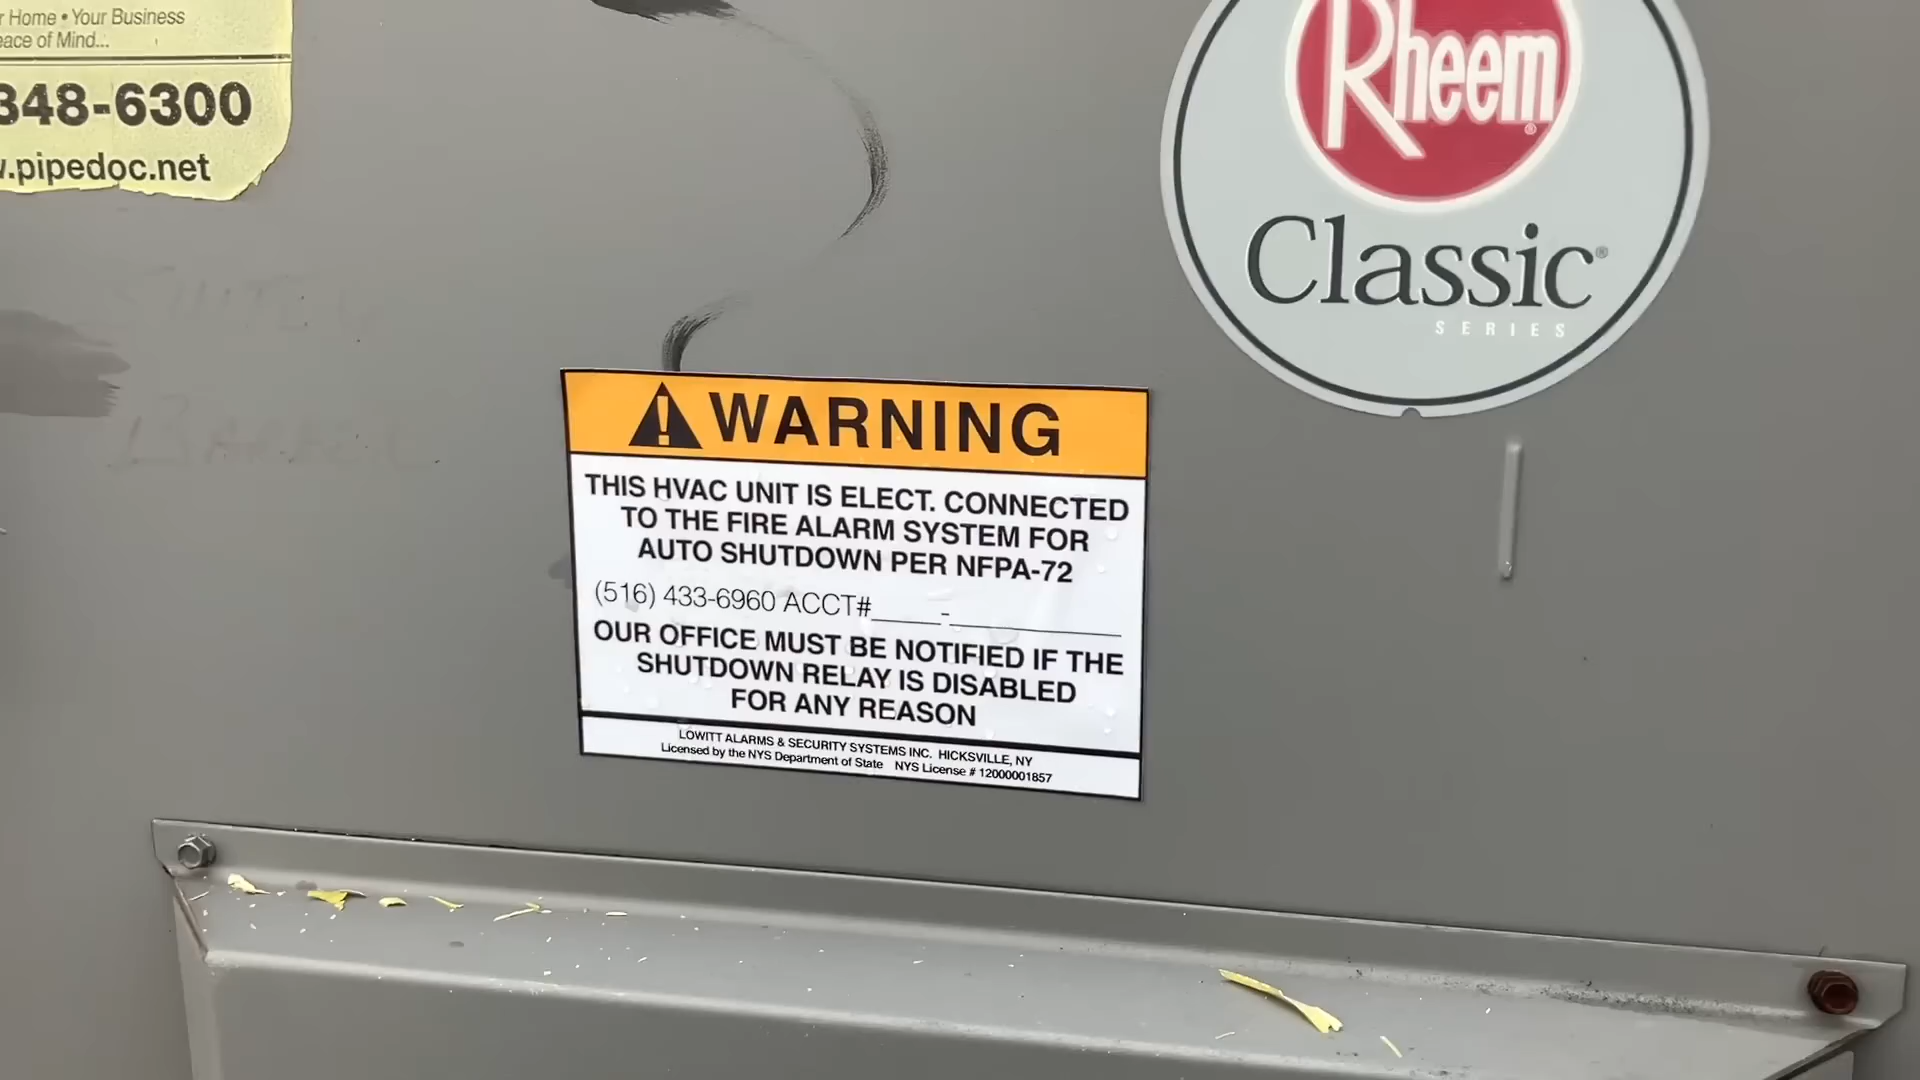 r Home • Your Business
eace of Mind...
348-6300
.pipedoc.net
Rheem®
Classic®
SERIES
WARNING
THIS HVAC UNIT IS ELECT. CONNECTED
TO THE FIRE ALARM SYSTEM FOR
AUTO SHUTDOWN PER NFPA-72
(516) 433-6960 ACCT#_____-____________
OUR OFFICE MUST BE NOTIFIED IF THE
SHUTDOWN RELAY IS DISABLED
FOR ANY REASON
LOWITT ALARMS & SECURITY SYSTEMS INC. HICKSVILLE, NY
Licensed by the NYS Department of State NYS License # 12000001857